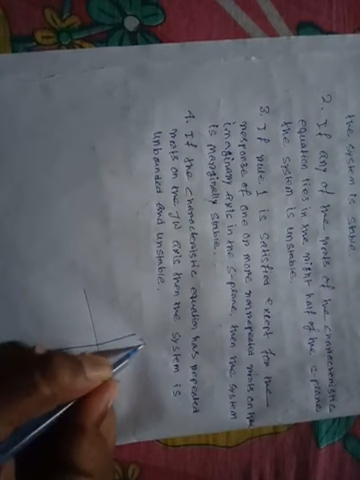 the system is stable
2. If any of the roots of the characteristic
equation lies in the right half of the s-plane
the system is unstable.
3. If rule 1 is satisfied except for the
response of one or more nonrepeated roots on the
imaginary axis in the s-plane, then the system
is marginally stable.
4. If the characteristic equation has repeated
roots on the jw axis then the system is
unbounded and unstable.